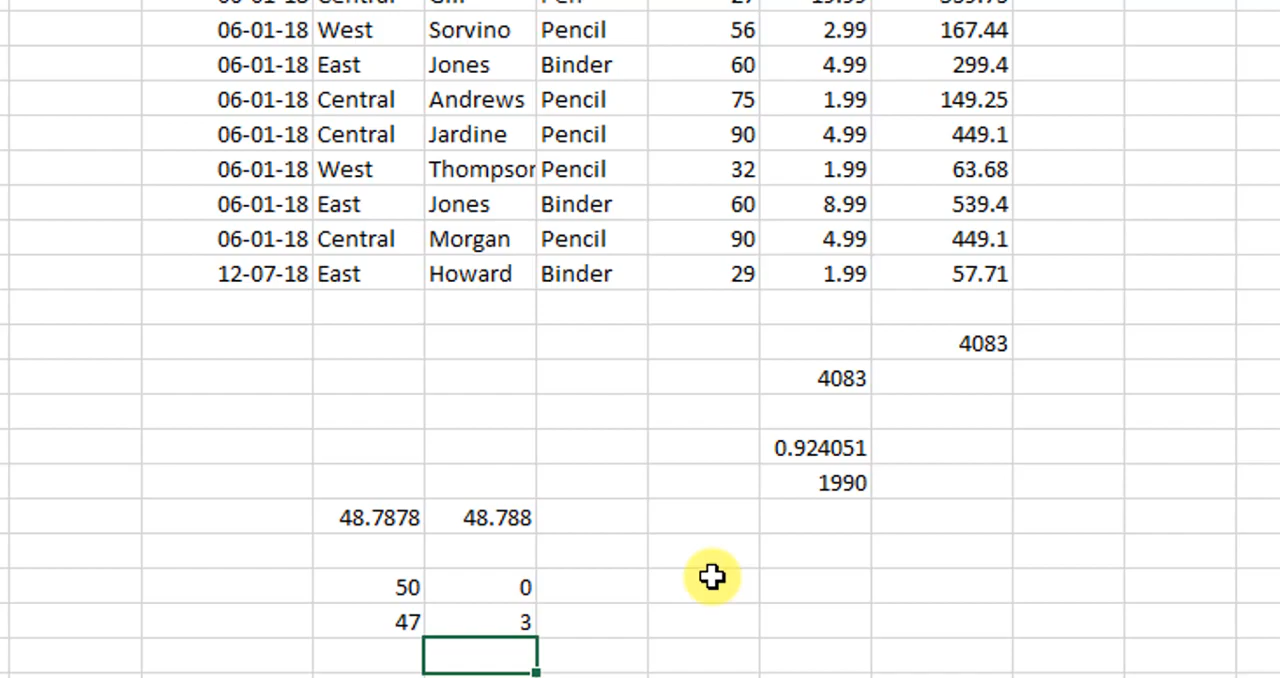 06-01-18 West Sorvino Pencil 56 2.99 167.44
06-01-18 East Jones Binder 60 4.99 299.4
06-01-18 Central Andrews Pencil 75 1.99 149.25
06-01-18 Central Jardine Pencil 90 4.99 449.1
06-01-18 West Thompson Pencil 32 1.99 63.68
06-01-18 East Jones Binder 60 8.99 539.4
06-01-18 Central Morgan Pencil 90 4.99 449.1
12-07-18 East Howard Binder 29 1.99 57.71
4083
4083
0.924051
1990
48.7878 48.788
50 0
47 3